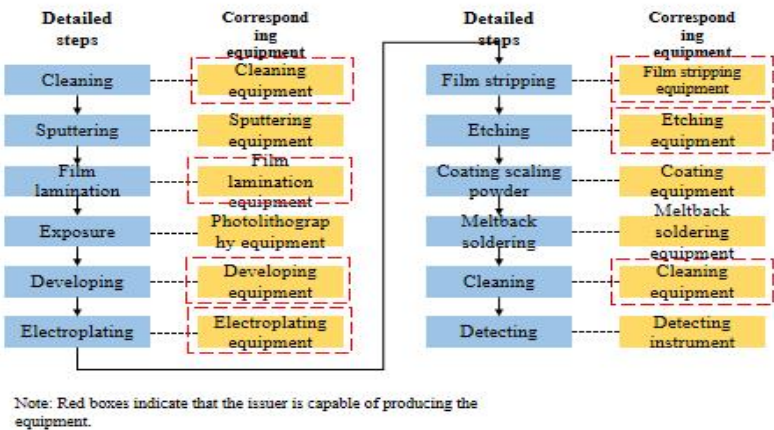 Detailed
steps
Correspond
ing
equipment
Cleaning
Cleaning
equipment
Sputtering
Sputtering
equipment
Film
lamination
Film
lamination
equipment
Exposure
Photolithograp
hy equipment
Developing
Developing
equipment
Electroplating
Electroplating
equipment
Detailed
steps
Correspond
ing
equipment
Film stripping
Film stripping
equipment
Etching
Etching
equipment
Coating scaling
powder
Coating
equipment
Meltback
soldering
Meltback
soldering
equipment
Cleaning
Cleaning
equipment
Detecting
Detecting
instrument
Note: Red boxes indicate that the issuer is capable of producing the
equipment.